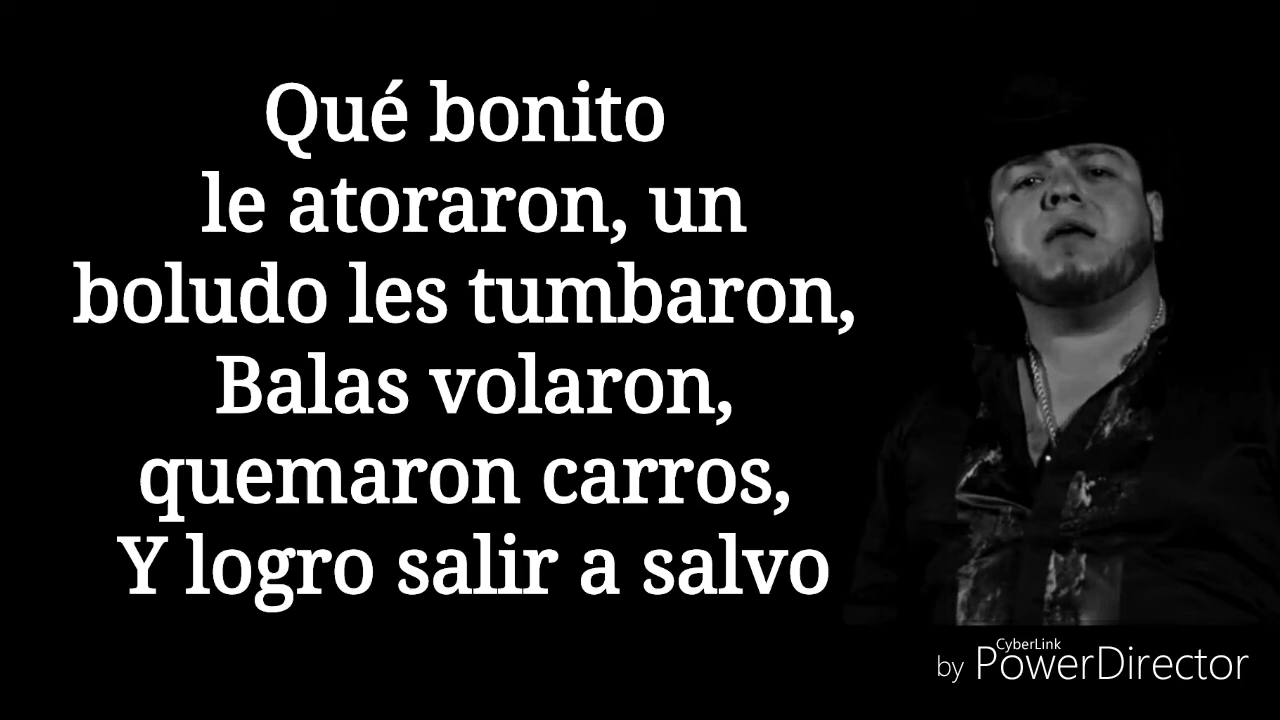 Qué bonito
le atoraron, un
boludo les tumbaron,
Balas volaron,
quemaron carros,
Y logro salir a salvo
CyberLink
by PowerDirector